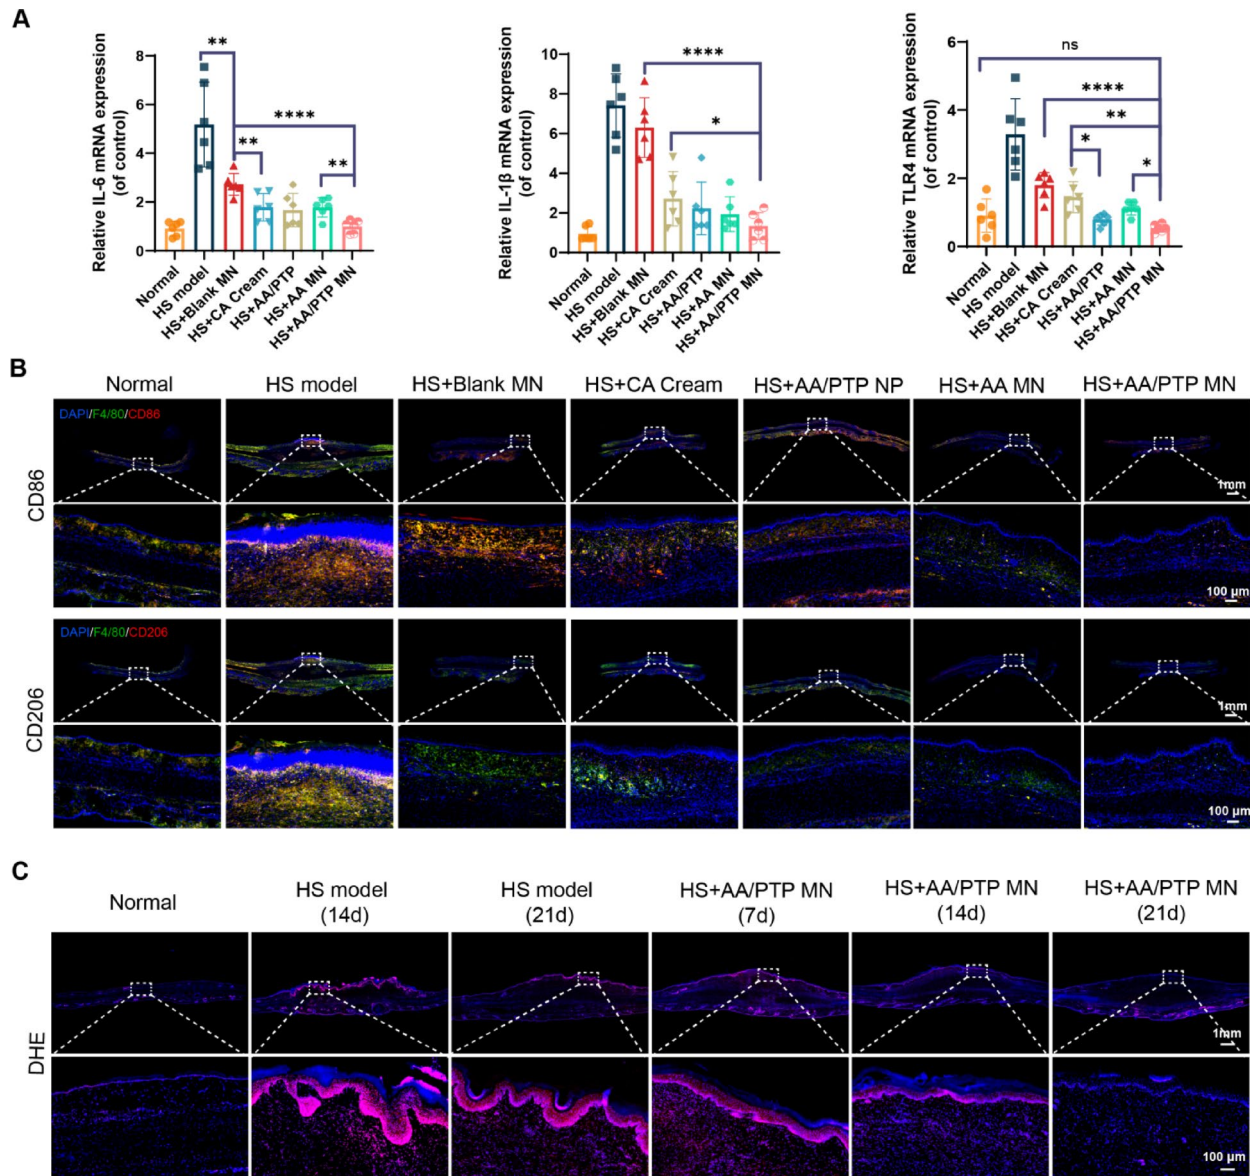 A
Relative IL-6 mRNA expression
(of control)
8
6
4
2
0
**
**
****
**
Normal
HS model
HS+Blank MN
HS+CA Cream
HS+AA/PTP
HS+AA MN
HS+AA/PTP MN
Relative IL-1β mRNA expression
(of control)
10
8
6
4
2
0
****
*
Normal
HS model
HS+Blank MN
HS+CA Cream
HS+AA/PTP
HS+AA MN
HS+AA/PTP MN
Relative TLR4 mRNA expression
(of control)
6
4
2
0
ns
****
**
*
*
Normal
HS model
HS+Blank MN
HS+CA Cream
HS+AA/PTP
HS+AA MN
HS+AA/PTP MN
B
Normal
HS model
HS+Blank MN
HS+CA Cream
HS+AA/PTP NP
HS+AA MN
HS+AA/PTP MN
CD86
DAPI/F4/80/CD86
1mm
100 μm
CD206
DAPI/F4/80/CD206
1mm
100 μm
C
Normal
HS model
(14d)
HS model
(21d)
HS+AA/PTP MN
(7d)
HS+AA/PTP MN
(14d)
HS+AA/PTP MN
(21d)
DHE
1mm
100 μm